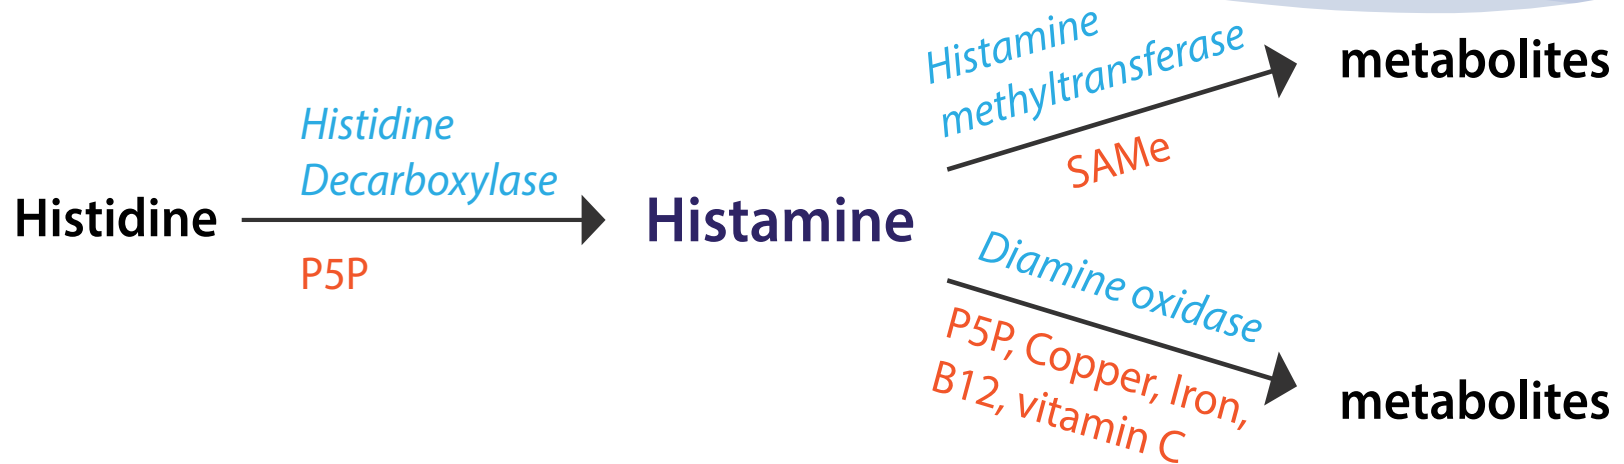 Histidine
Histidine
Decarboxylase
P5P
Histamine
Histamine
methyltransferase
SAMe
metabolites
Diamine oxidase
P5P, Copper, Iron,
B12, vitamin C
metabolites